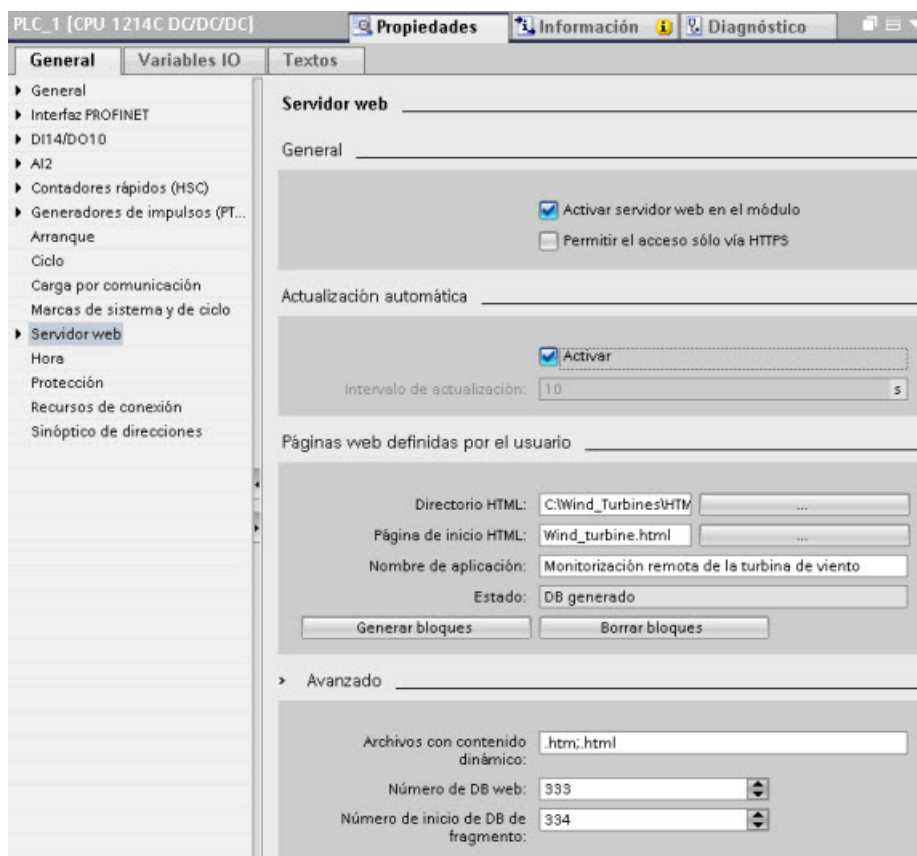 PLC_1 [CPU 1214C DC/DC/DC]
Propiedades
Información
Diagnóstico
General
Variables IO
Textos
General
Interfaz PROFINET
DI14/DO10
AI2
Contadores rápidos (HSC)
Generadores de impulsos (PT...
Arranque
Ciclo
Carga por comunicación
Marcas de sistema y de ciclo
Servidor web
Hora
Protección
Recursos de conexión
Sinóptico de direcciones
Servidor web
General
Activar servidor web en el módulo
Permitir el acceso sólo vía HTTPS
Actualización automática
Activar
Intervalo de actualización: 10 s
Páginas web definidas por el usuario
Directorio HTML: C:\Wind_Turbines\HTM ...
Página de inicio HTML: Wind_turbine.html ...
Nombre de aplicación: Monitorización remota de la turbina de viento
Estado: DB generado
Generar bloques Borrar bloques
> Avanzado
Archivos con contenido
dinámico: .htm;.html
Número de DB web: 333
Número de inicio de DB de
fragmento: 334